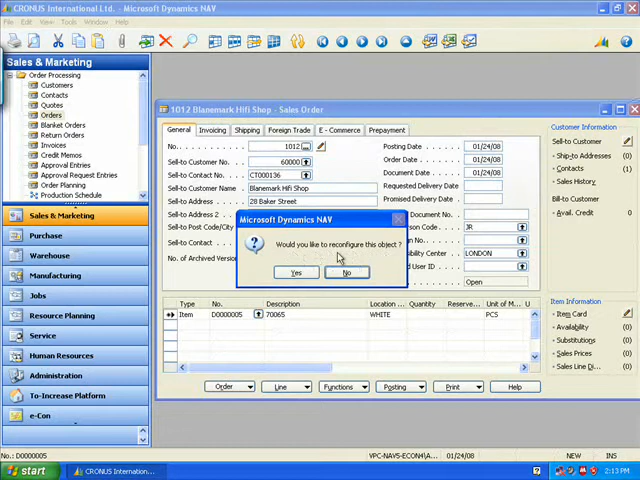 CRONUS International Ltd. - Microsoft Dynamics NAV
File Edit View Tools Window Help
Sales & Marketing
Order Processing
Customers
Contacts
Quotes
Orders
Blanket Orders
Return Orders
Invoices
Credit Memos
Approval Entries
Approval Request Entries
Order Planning
Production Schedule
Sales & Marketing
Purchase
Warehouse
Manufacturing
Jobs
Resource Planning
Service
Human Resources
Administration
To-Increase Platform
e-Con
1012 Blanemark Hifi Shop - Sales Order
General Invoicing Shipping Foreign Trade E - Commerce Prepayment
No. 1012
Sell-to Customer No. 60000
Sell-to Contact No. CT000136
Sell-to Customer Name Blanemark Hifi Shop
Sell-to Address 28 Baker Street
Sell-to Address 2
Sell-to Post Code/City
Sell-to Contact
No. of Archived Version
Posting Date 01/24/08
Order Date 01/24/08
Document Date 01/24/08
Requested Delivery Date
Promised Delivery Date
Document No.
son Code JR
gn No.
ibility Center LONDON
d User ID
Open
Microsoft Dynamics NAV
Would you like to reconfigure this object ?
Yes No
Type No. Description Location Quantity Reserve Unit of M
Item D0000005 70065 WHITE PCS
Order Line Functions Posting Print Help
Customer Information
Sell-to Customer
Ship-to Addresses (0)
Contacts (1)
Sales History
Bill-to Customer
Avail. Credit 0
Item Information
Item Card
Availability (0)
Substitutions (0)
Sales Prices (0)
Sales Line Di... (0)
No.: D0000005 VPC-NAV5-ECON4\A... 01/24/08 NEW INS
start CRONUS Internation... 2:13 PM